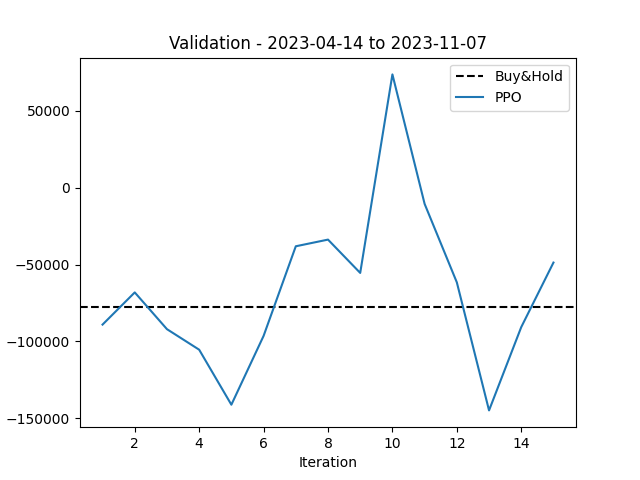 Validation - 2023-04-14 to 2023-11-07
Buy&Hold
PPO
50000
0
−50000
−100000
−150000
2 4 6 8 10 12 14
Iteration